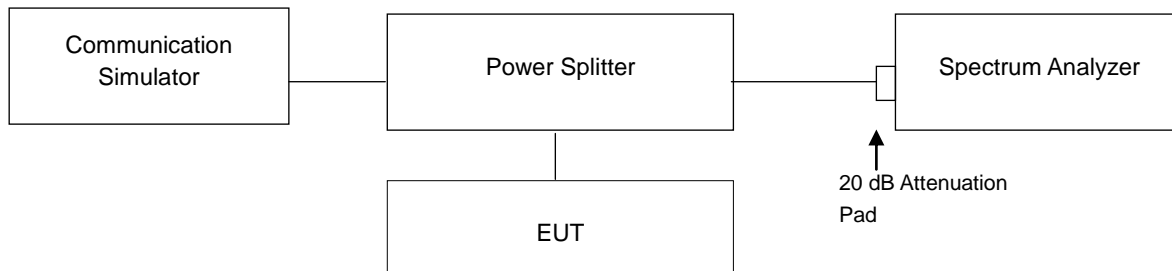 Communication
Simulator
Power Splitter
Spectrum Analyzer
20 dB Attenuation
Pad
EUT